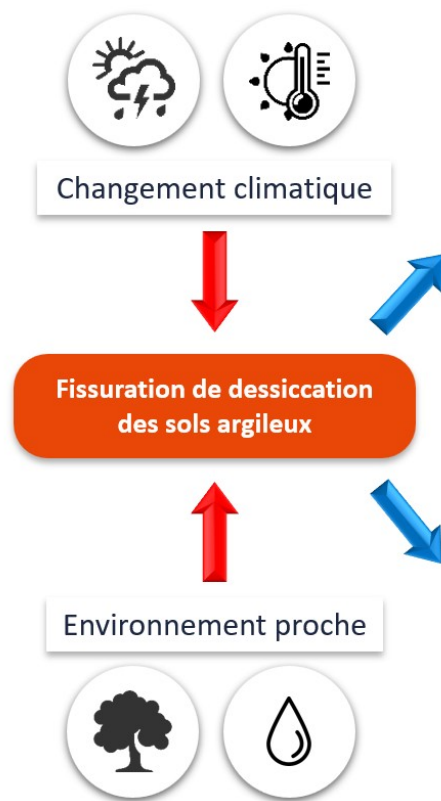 Changement climatique
Fissuration de dessiccation
des sols argileux
Environnement proche